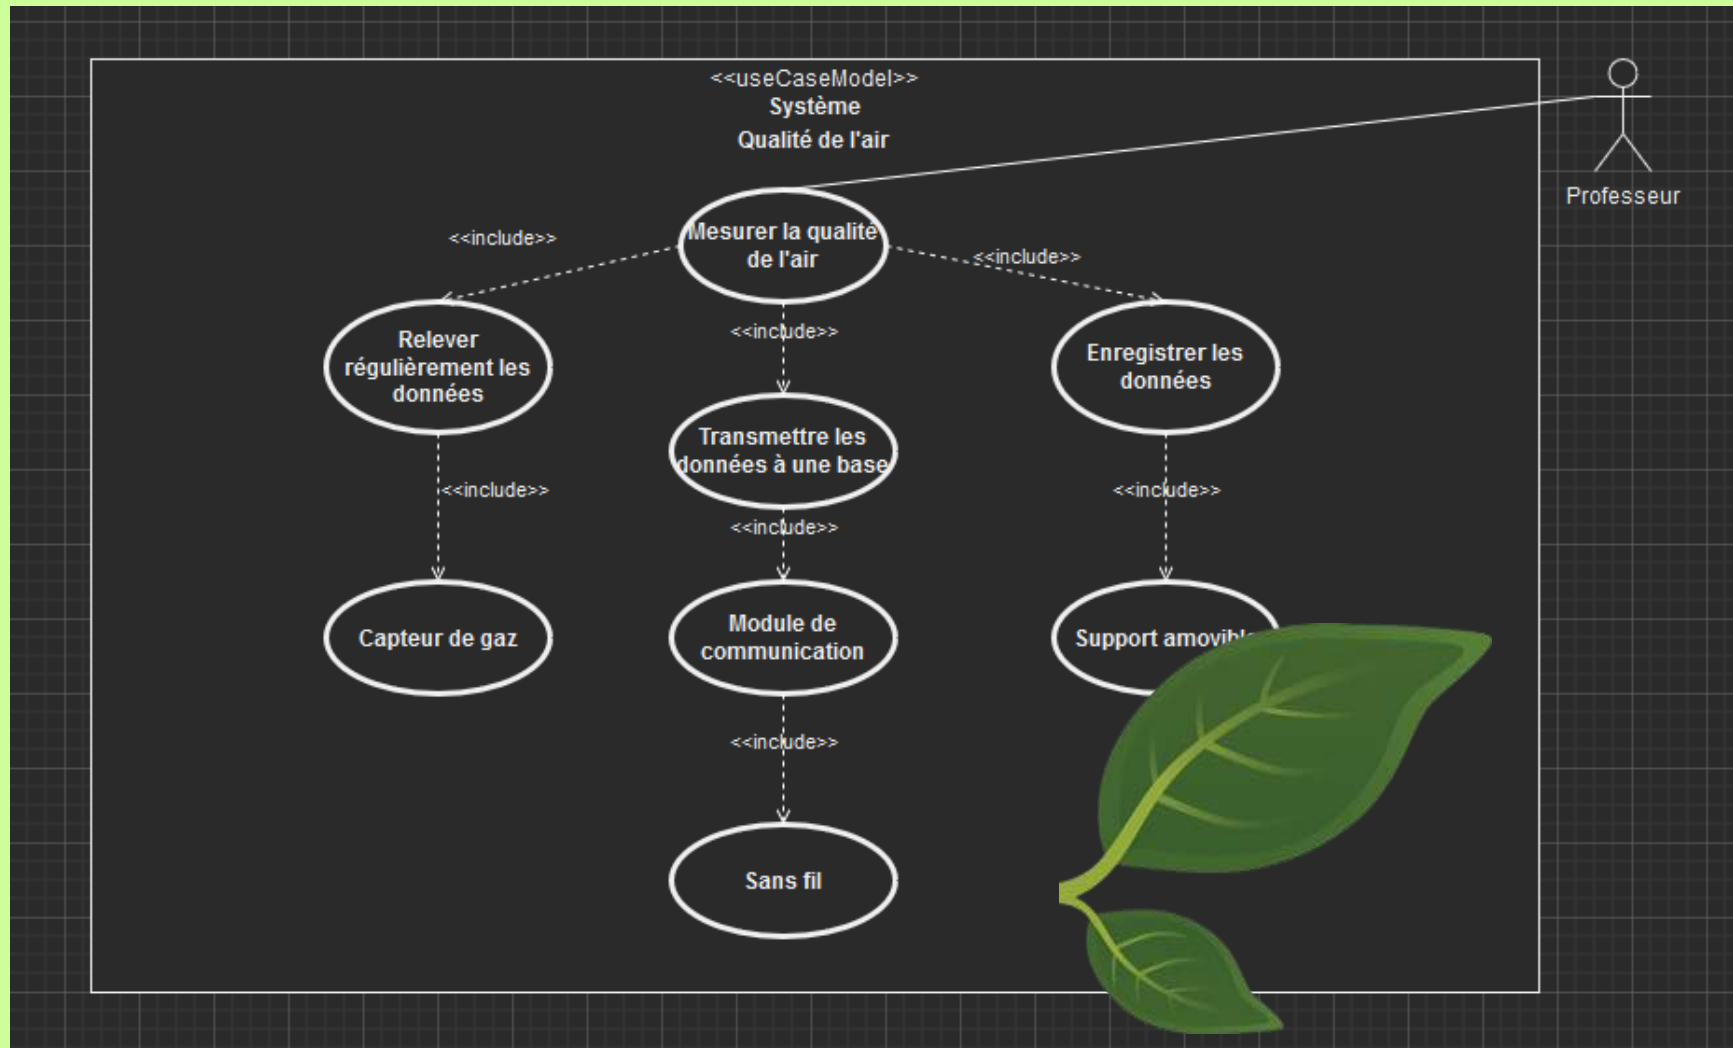 <<useCaseModel>>
Système
Qualité de l'air
Professeur
Mesurer la qualité
de l'air
<<include>>
<<include>>
<<include>>
Relever
régulièrement les
données
Enregistrer les
données
Transmettre les
données à une base
<<include>>
<<include>>
<<include>>
Capteur de gaz
Module de
communication
Support amovible
<<include>>
Sans fil